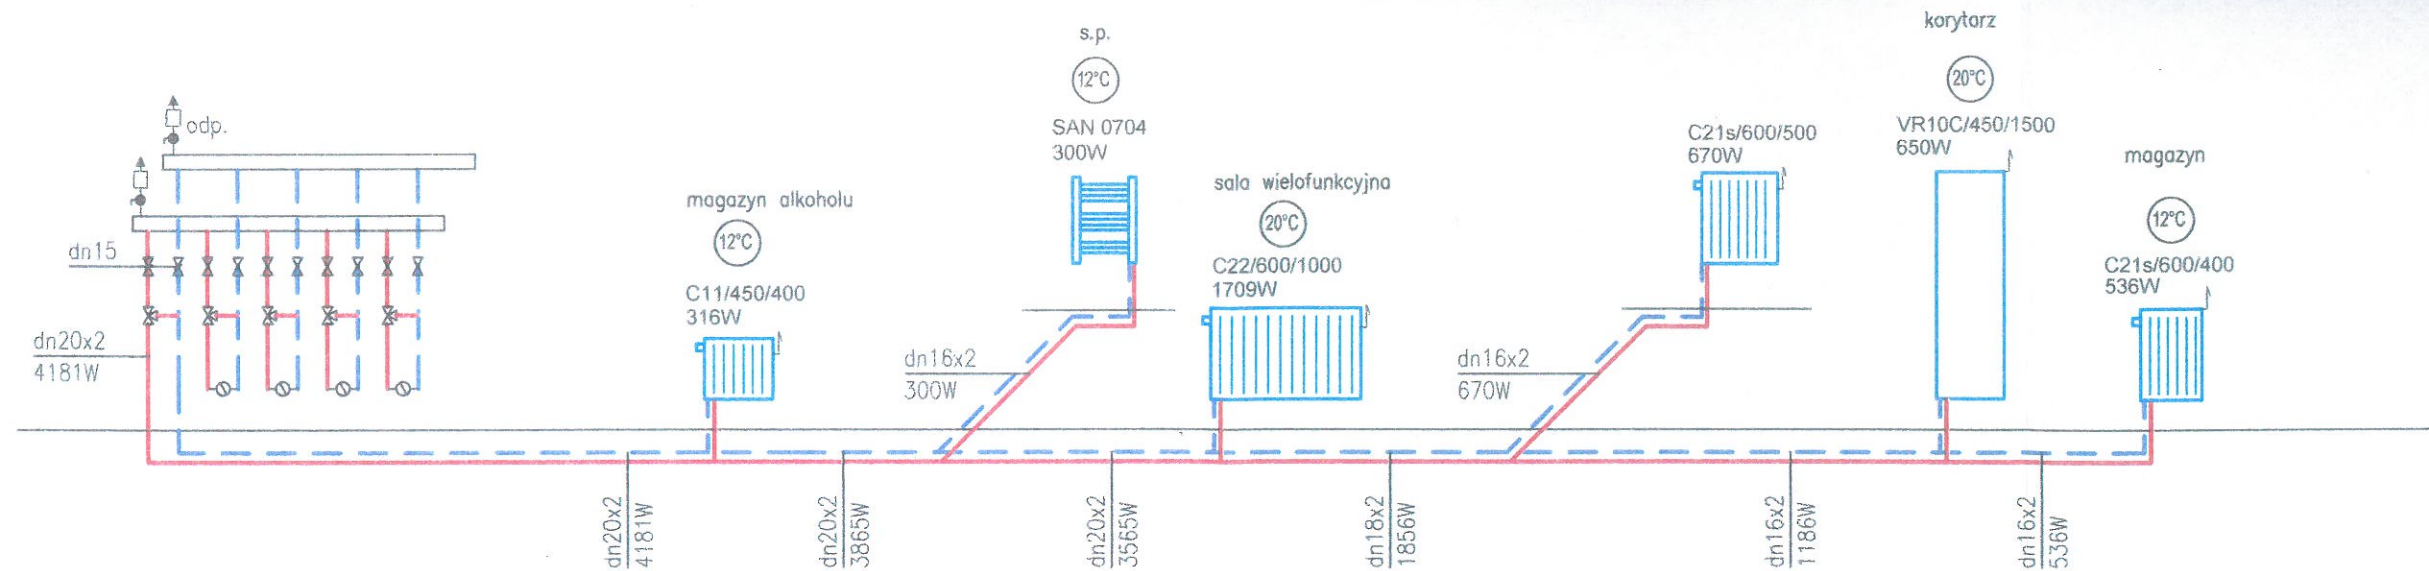 odp.
dn15
dn20x2
4181W
magazyn alkoholu
12°C
C11/450/400
316W
s.p.
12°C
SAN 0704
300W
dn16x2
300W
sala wielofunkcyjna
20°C
C22/600/1000
1709W
C21s/600/500
670W
dn16x2
670W
korytarz
20°C
VR10C/450/1500
650W
magazyn
12°C
C21s/600/400
536W
dn20x2
4181W
dn20x2
3865W
dn20x2
3565W
dn18x2
1856W
dn16x2
1186W
dn16x2
536W